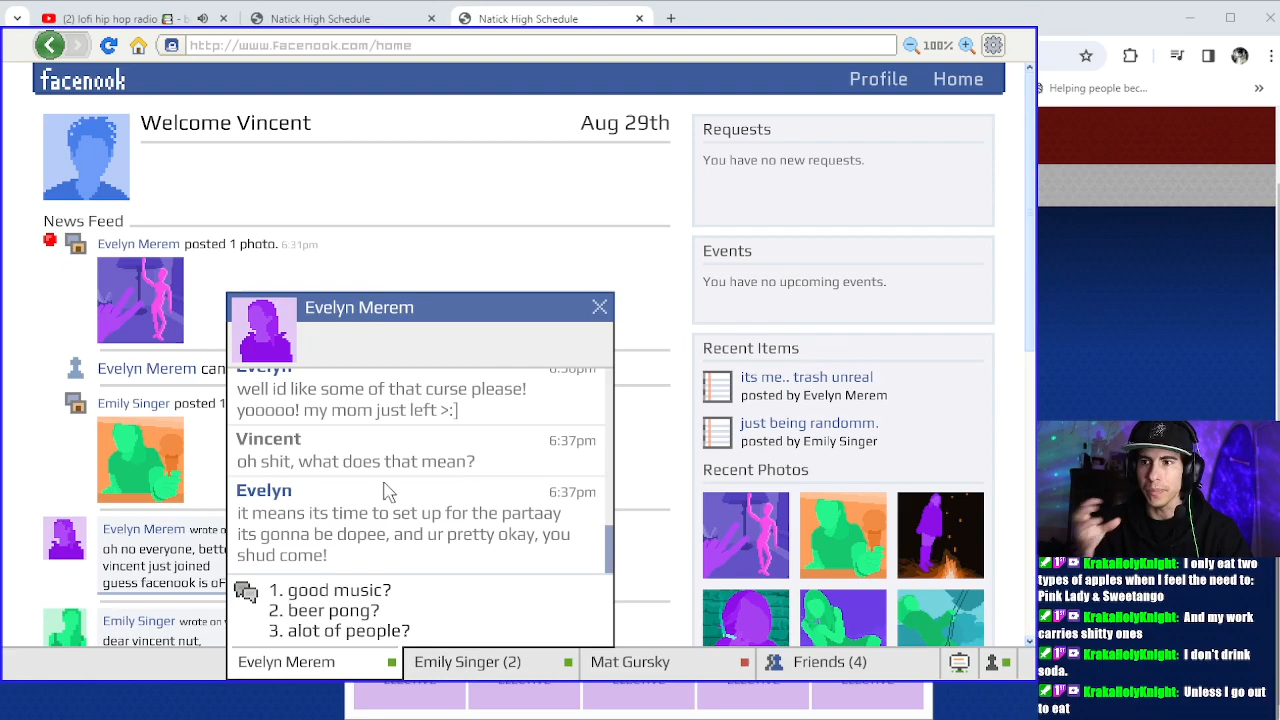 (2) lofi hip hop radio
Natick High Schedule
Natick High Schedule
http://www.facenook.com/home
100%
Helping people bec...
facenook
Profile
Home
Welcome Vincent
Aug 29th
News Feed
Evelyn Merem posted 1 photo. 6:31pm
Evelyn Merem can
Emily Singer posted 1
Evelyn Merem wrote o
oh no everyone, bett
vincent just joined
guess facenook is of
Emily Singer wrote on
dear vincent nut,
Requests
You have no new requests.
Events
You have no upcoming events.
Recent Items
its me.. trash unreal
posted by Evelyn Merem
just being randomm.
posted by Emily Singer
Recent Photos
Evelyn Merem
Evelyn 6:36pm
well id like some of that curse please!
yooooo! my mom just left >:]
Vincent 6:37pm
oh shit, what does that mean?
Evelyn 6:37pm
it means its time to set up for the partaay
its gonna be dopee, and ur pretty okay, you
shud come!
1. good music?
2. beer pong?
3. alot of people?
Evelyn Merem
Emily Singer (2)
Mat Gursky
Friends (4)
KrakaHolyKnight: I only eat two
types of apples when I feel the need to:
Pink Lady & Sweetango
KrakaHolyKnight: And my work
carries shitty ones
KrakaHolyKnight: I don't drink
soda.
KrakaHolyKnight: Unless I go out
to eat